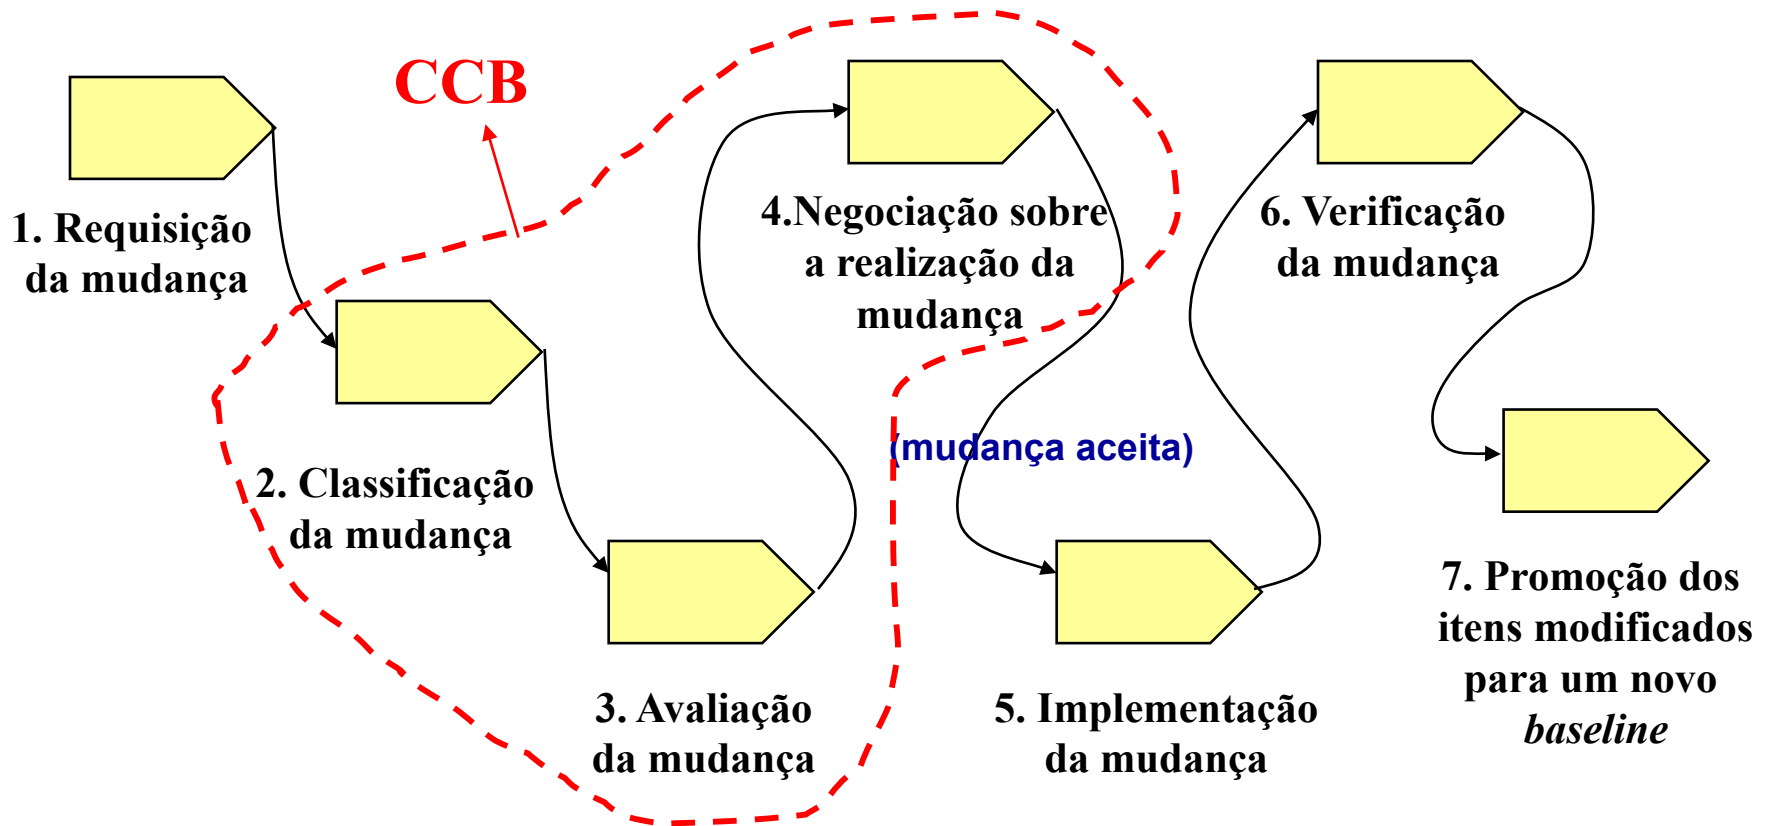 CCB
1. Requisição
da mudança
2. Classificação
da mudança
3. Avaliação
da mudança
4.Negociação sobre
a realização da
mudança
(mudança aceita)
5. Implementação
da mudança
6. Verificação
da mudança
7. Promoção dos
itens modificados
para um novo
baseline